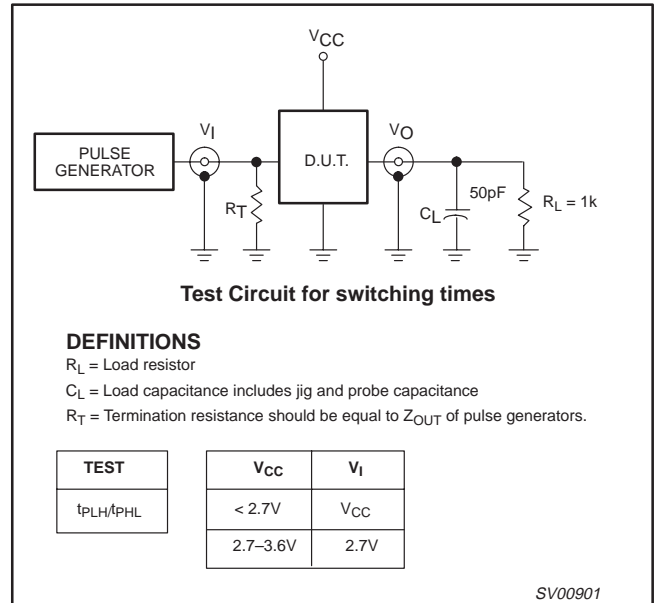 VCC
PULSE
GENERATOR
VI
RT
D.U.T.
VO
50pF
CL
RL = 1k
Test Circuit for switching times
DEFINITIONS
RL = Load resistor
CL = Load capacitance includes jig and probe capacitance
RT = Termination resistance should be equal to ZOUT of pulse generators.
TEST
tPLH/tPHL
VCC VI
< 2.7V VCC
2.7–3.6V 2.7V
SV00901